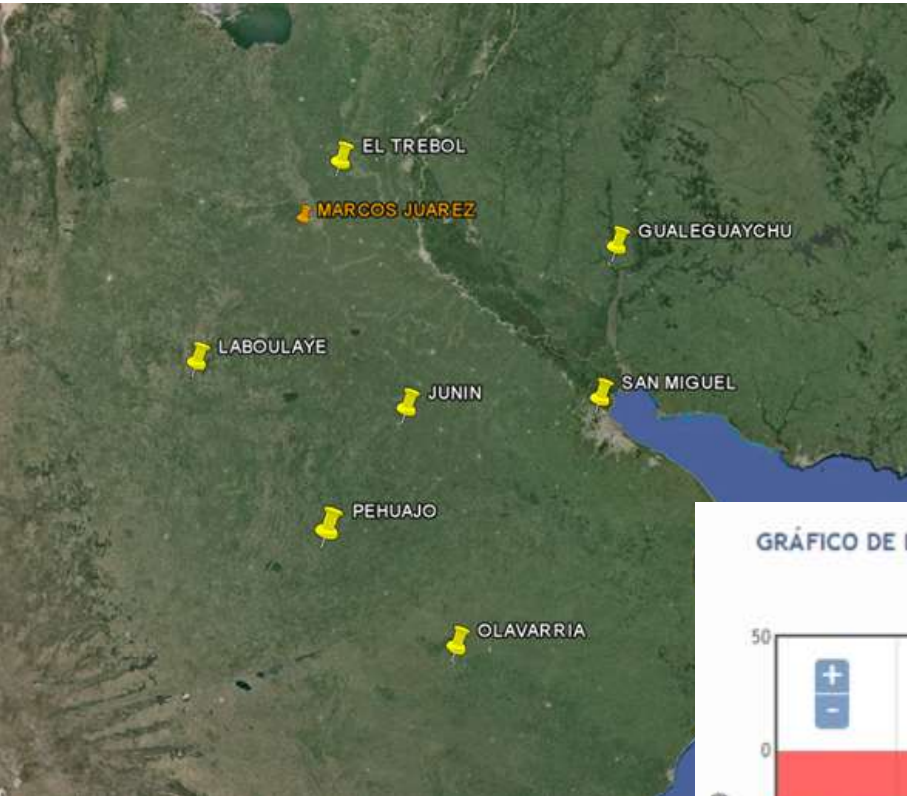 EL TREBOL
MARCOS JUAREZ
GUALEGUAYCHU
LABOULAYE
SAN MIGUEL
JUNIN
PEHUAJO
GRÁFICO DE
OLAVARRIA
50
+
-
0